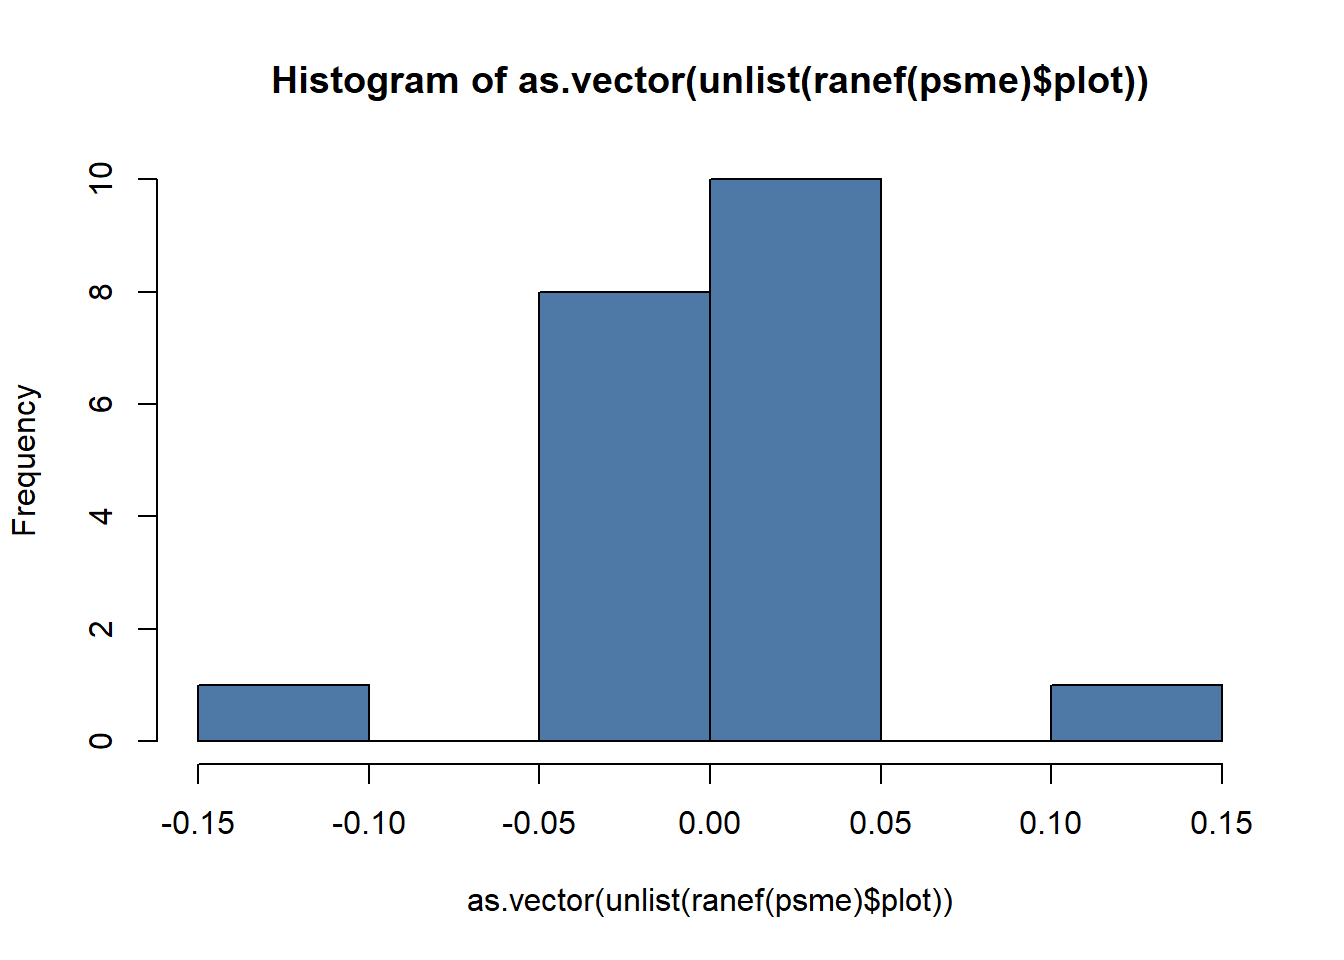 Histogram of as.vector(unlist(ranef(psme)$plot))
Frequency
10
8
6
4
2
0
-0.15 -0.10 -0.05 0.00 0.05 0.10 0.15
as.vector(unlist(ranef(psme)$plot))